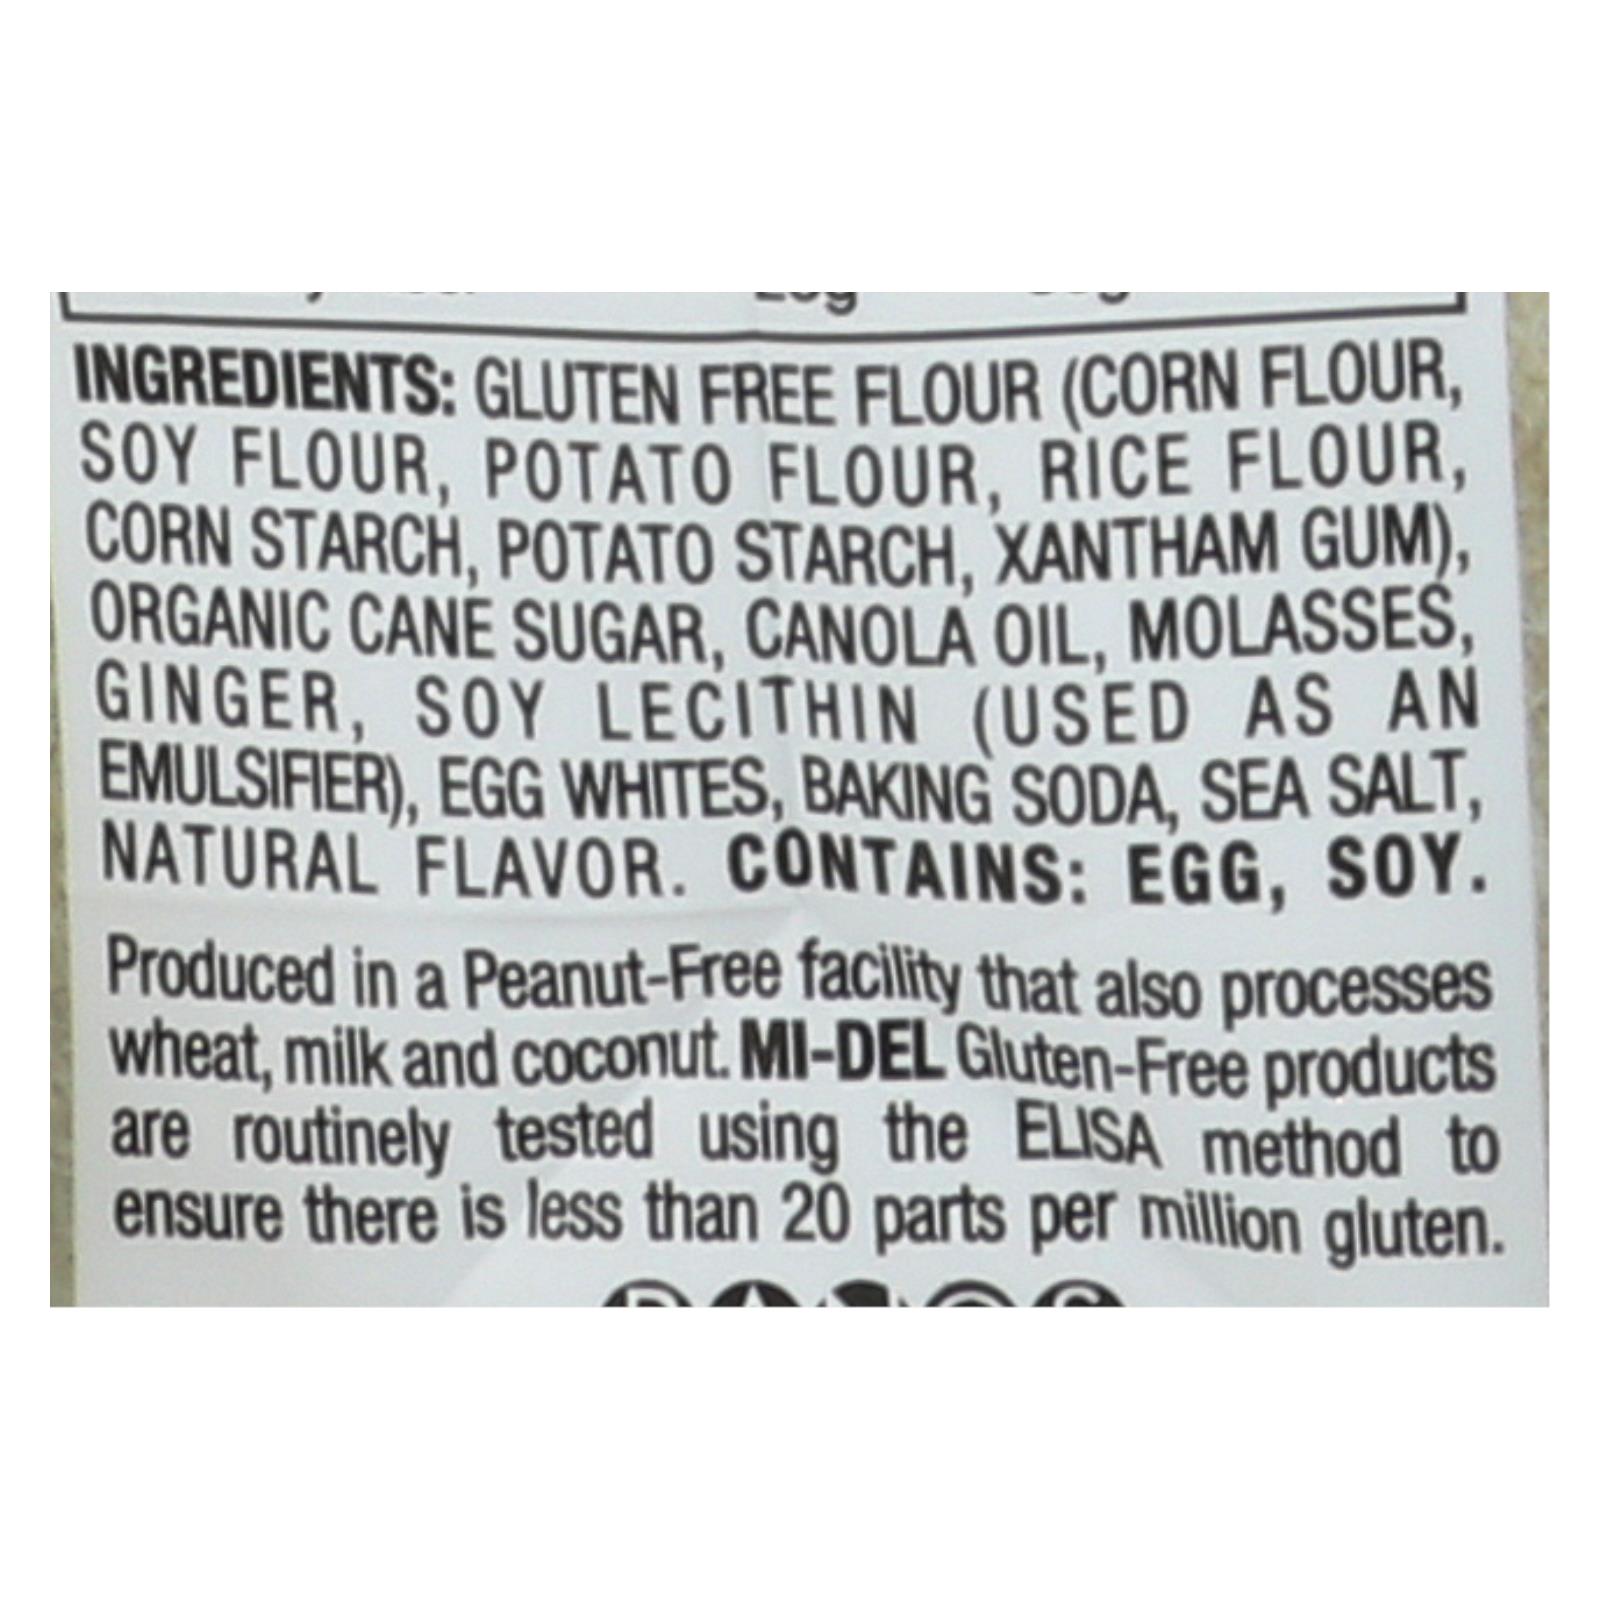 INGREDIENTS: GLUTEN FREE FLOUR (CORN FLOUR,
SOY FLOUR, POTATO FLOUR, RICE FLOUR,
CORN STARCH, POTATO STARCH, XANTHAM GUM),
ORGANIC CANE SUGAR, CANOLA OIL, MOLASSES,
GINGER, SOY LECITHIN (USED AS AN
EMULSIFIER), EGG WHITES, BAKING SODA, SEA SALT,
NATURAL FLAVOR. CONTAINS: EGG, SOY.
Produced in a Peanut-Free facility that also processes
wheat, milk and coconut. MI-DEL Gluten-Free products
are routinely tested using the ELISA method to
ensure there is less than 20 parts per million gluten.